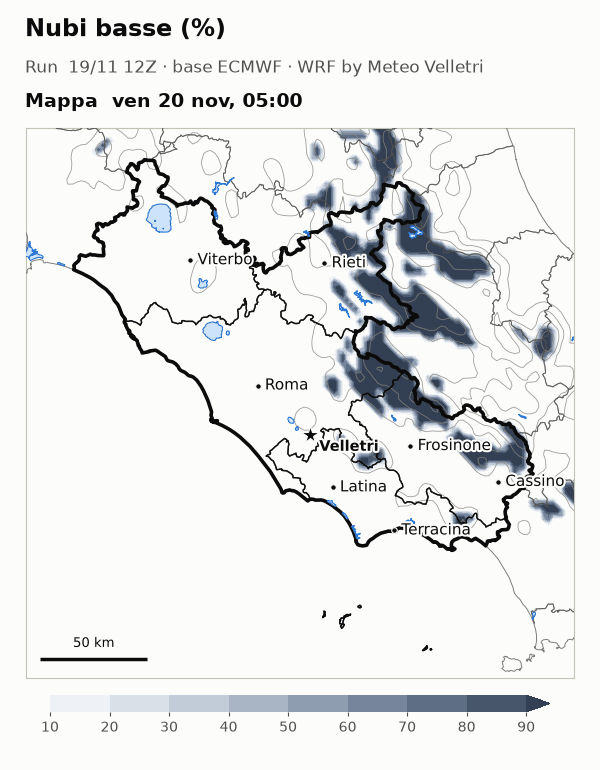 Nubi basse (%)
Run  19/11 12Z · base ECMWF · WRF by Meteo Velletri
Mappa  ven 20 nov, 05:00
Viterbo
Rieti
Roma
Velletri
Frosinone
Latina
Cassino
Terracina
50 km
10 20 30 40 50 60 70 80 90